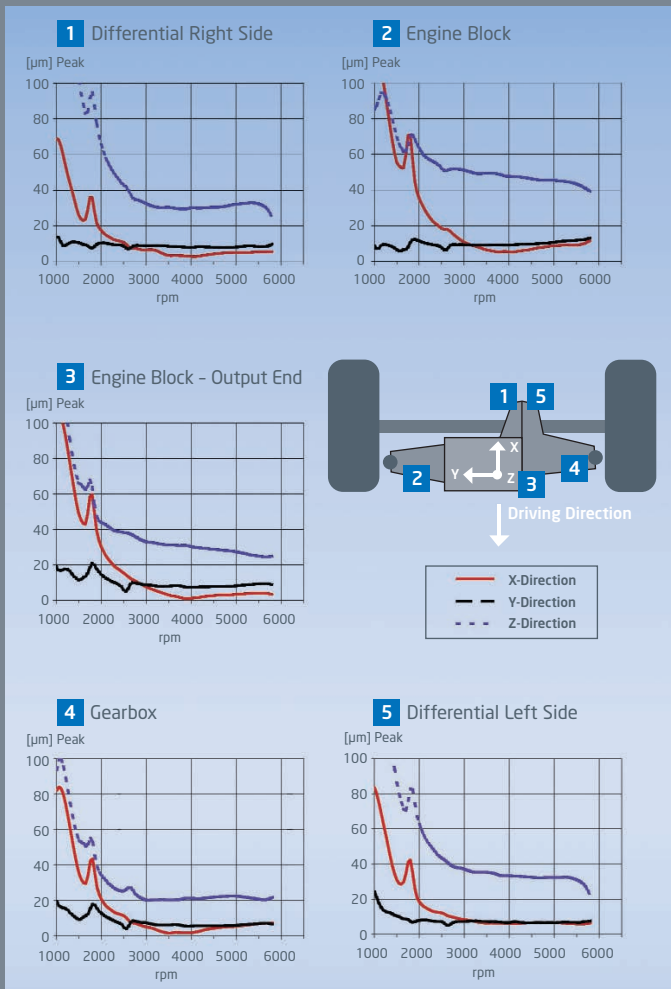 1 Differential Right Side
[µm] Peak
100
80
60
40
20
0
1000 2000 3000 4000 5000 6000
rpm
2 Engine Block
[µm] Peak
100
80
60
40
20
0
1000 2000 3000 4000 5000 6000
rpm
3 Engine Block – Output End
[µm] Peak
100
80
60
40
20
0
1000 2000 3000 4000 5000 6000
rpm
1 5
X
Y
Z
2
3
4
Driving Direction
X-Direction
Y-Direction
Z-Direction
4 Gearbox
[µm] Peak
100
80
60
40
20
0
1000 2000 3000 4000 5000 6000
rpm
5 Differential Left Side
[µm] Peak
100
80
60
40
20
0
1000 2000 3000 4000 5000 6000
rpm